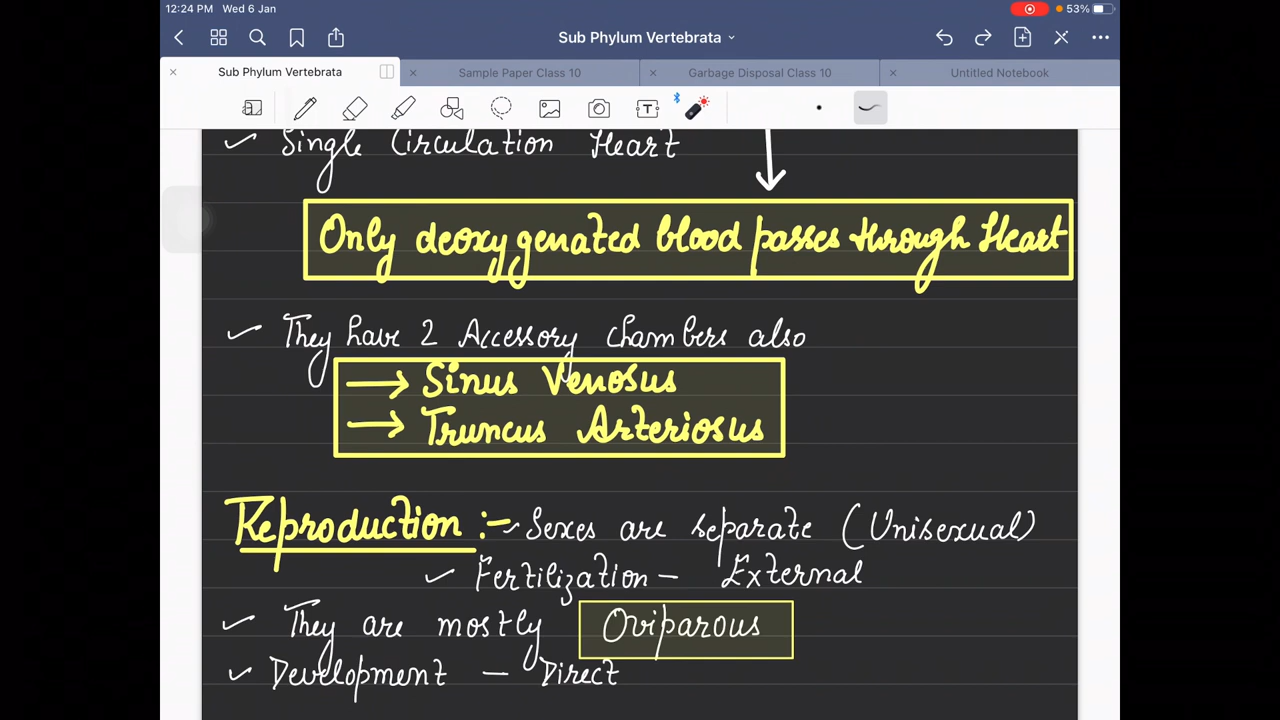 12:24 PM Wed 6 Jan
53%
Sub Phylum Vertebrata
Sub Phylum Vertebrata
Sample Paper Class 10
Garbage Disposal Class 10
Untitled Notebook
Single Circulation Heart
Only deoxygenated blood passes through Heart
They have 2 Accessory chambers also
→ Sinus Venosus
→ Truncus Arteriosus
Reproduction :- Sexes are separate (Unisexual)
Fertilization - External
They are mostly Oviparous
Development - Direct